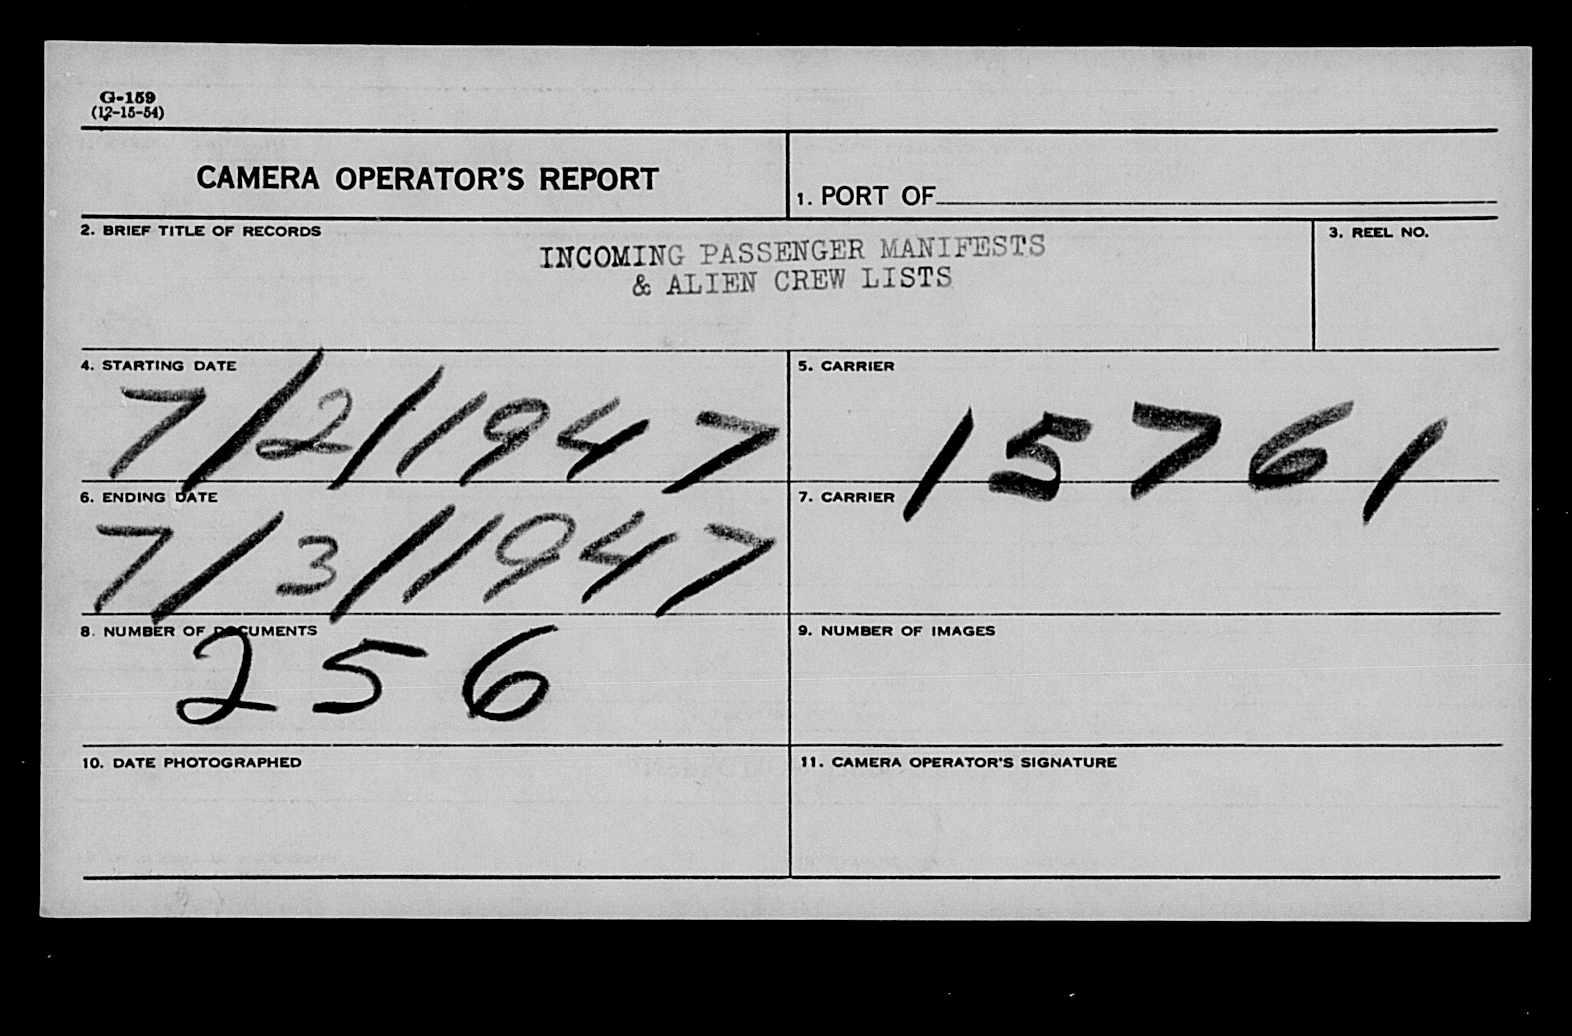 G-159
(12-15-54)
CAMERA OPERATOR'S REPORT
1. PORT OF
2. BRIEF TITLE OF RECORDS
INCOMING PASSENGER MANIFESTS
& ALIEN CREW LISTS
3. REEL NO.
4. STARTING DATE
7/2/1947
5. CARRIER
15761
6. ENDING DATE
7/3/1947
7. CARRIER
8. NUMBER OF DOCUMENTS
256
9. NUMBER OF IMAGES
10. DATE PHOTOGRAPHED
11. CAMERA OPERATOR'S SIGNATURE